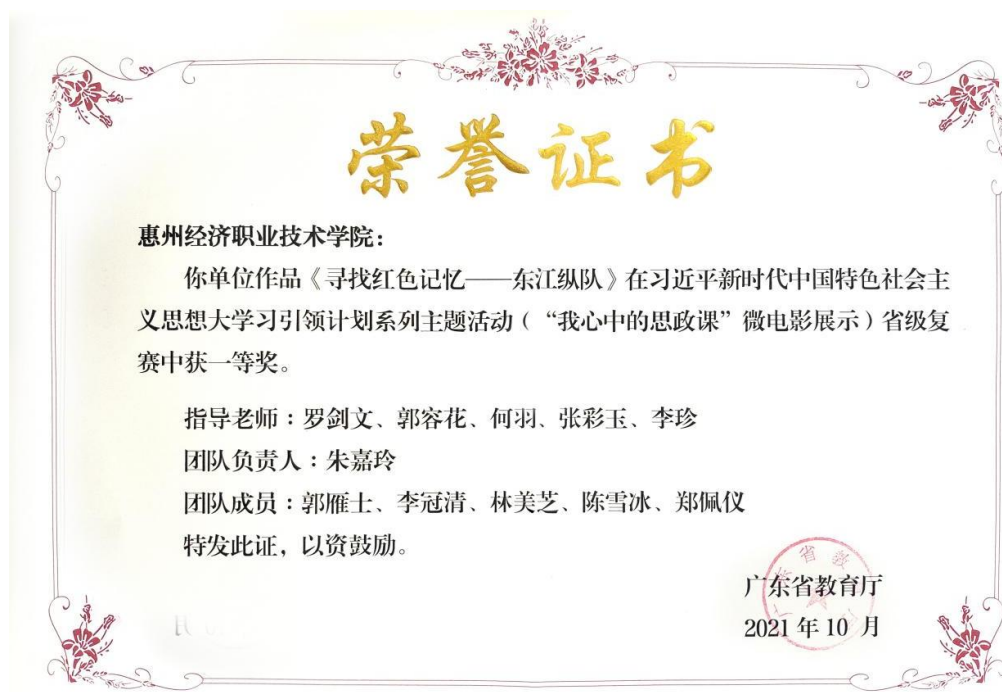 荣誉证书
惠州经济职业技术学院：
你单位作品《寻找红色记忆——东江纵队》在习近平新时代中国特色社会主
义思想大学习引领计划系列主题活动（“我心中的思政课”微电影展示）省级复
赛中获一等奖。
指导老师：罗剑文、郭容花、何羽、张彩玉、李珍
团队负责人：朱嘉玲
团队成员：郭雁士、李冠清、林美芝、陈雪冰、郑佩仪
特发此证，以资鼓励。
广东省教育厅
2021 年 10 月